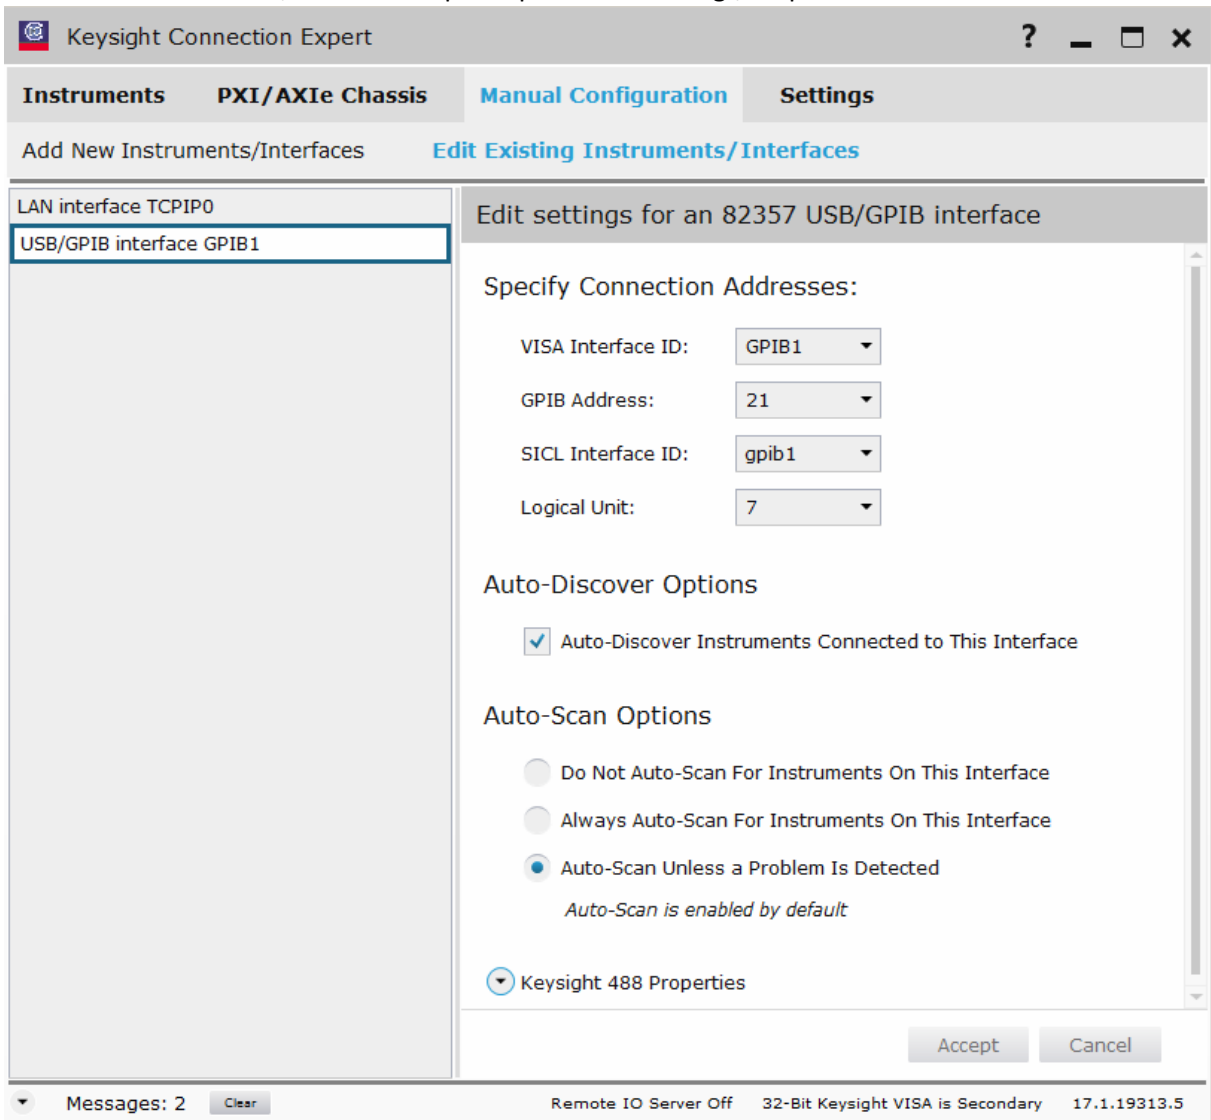 Keysight Connection Expert
?
Instruments PXI/AXIe Chassis Manual Configuration Settings
Add New Instruments/Interfaces Edit Existing Instruments/Interfaces
LAN interface TCPIP0
USB/GPIB interface GPIB1
Edit settings for an 82357 USB/GPIB interface
Specify Connection Addresses:
VISA Interface ID: GPIB1
GPIB Address: 21
SICL Interface ID: gpib1
Logical Unit: 7
Auto-Discover Options
Auto-Discover Instruments Connected to This Interface
Auto-Scan Options
Do Not Auto-Scan For Instruments On This Interface
Always Auto-Scan For Instruments On This Interface
Auto-Scan Unless a Problem Is Detected
Auto-Scan is enabled by default
Keysight 488 Properties
Accept Cancel
Messages: 2 Clear Remote IO Server Off 32-Bit Keysight VISA is Secondary 17.1.19313.5